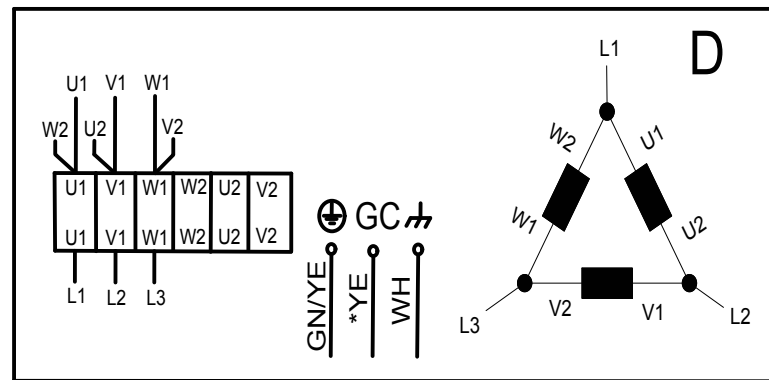 D
U1 V1 W1
W2 U2 V2
U1 V1 W1 W2 U2 V2
U1 V1 W1 W2 U2 V2
L1 L2 L3
GC
GN/YE
*YE
WH
L1
W2 U1
W1 U2
V2 V1
L3 L2